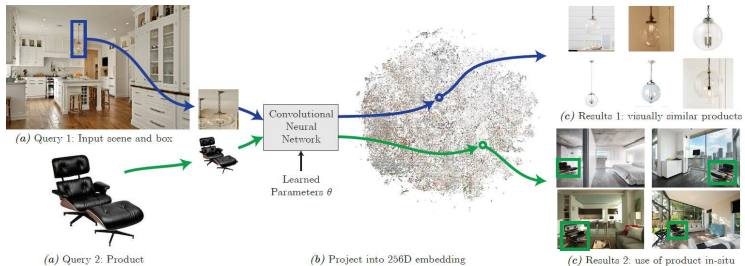 (a) Query 1: Input scene and box
Convolutional
Neural
Network
Learned
Parameters θ
(a) Query 2: Product
(b) Project into 256D embedding
(c) Results 1: visually similar products
(c) Results 2: use of product in-situ